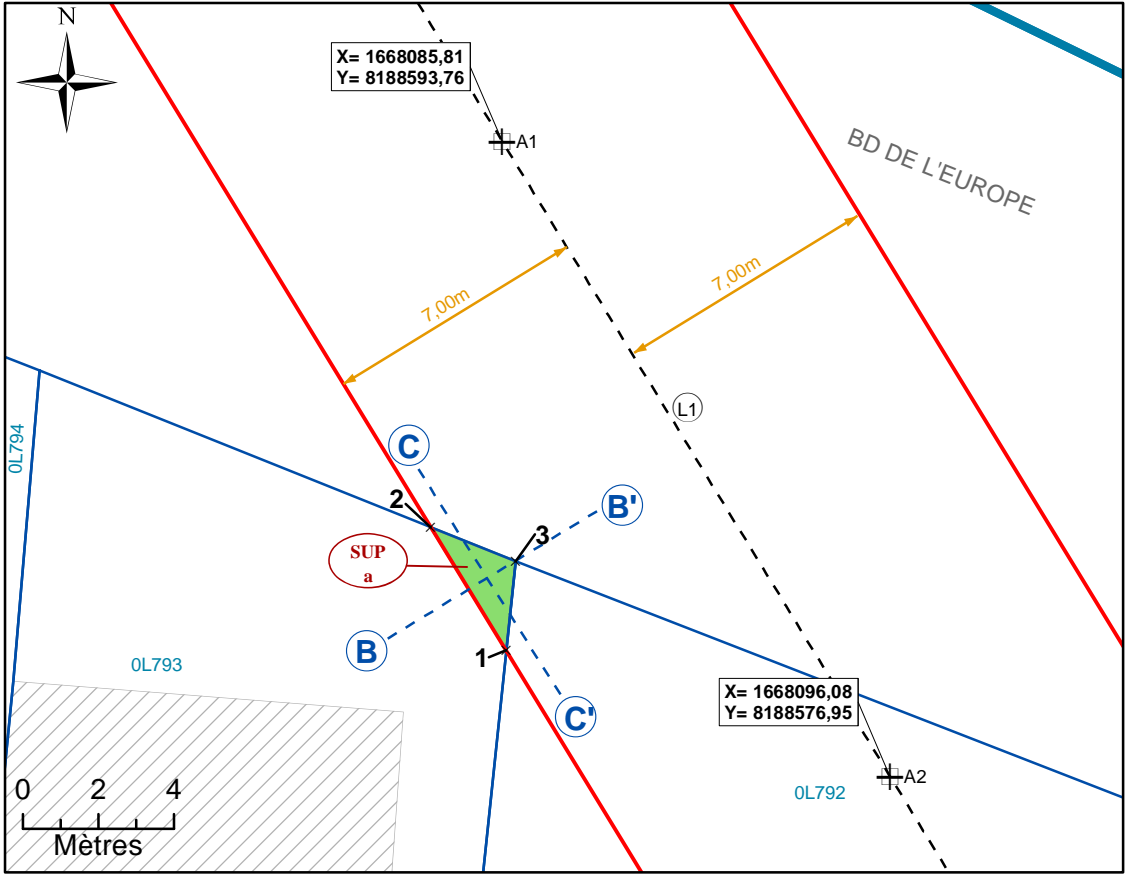 N
X= 1668085,81
Y= 8188593,76
A1
BD DE L'EUROPE
7,00m
7,00m
L1
0L794
C
2
B'
3
SUP
a
B
1
0L793
X= 1668096,08
Y= 8188576,95
C'
A2
0L792
0 2 4
Mètres